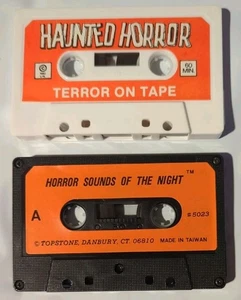 HAUNTED HORROR
60
MIN.
TERROR ON TAPE
HORROR SOUNDS OF THE NIGHT™
A
#5023
© TOPSTONE, DANBURY, CT. 06810 MADE IN TAIWAN